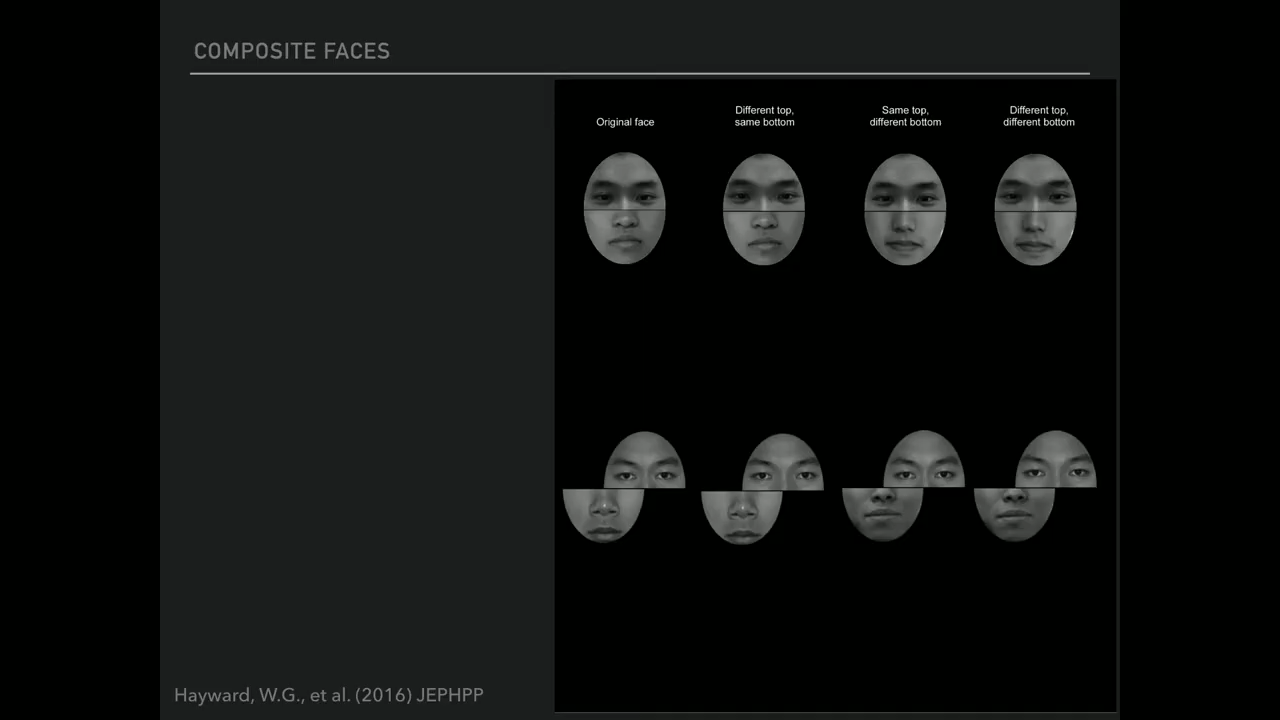 COMPOSITE FACES
Original face
Different top,
same bottom
Same top,
different bottom
Different top,
different bottom
Hayward, W.G., et al. (2016) JEPHPP